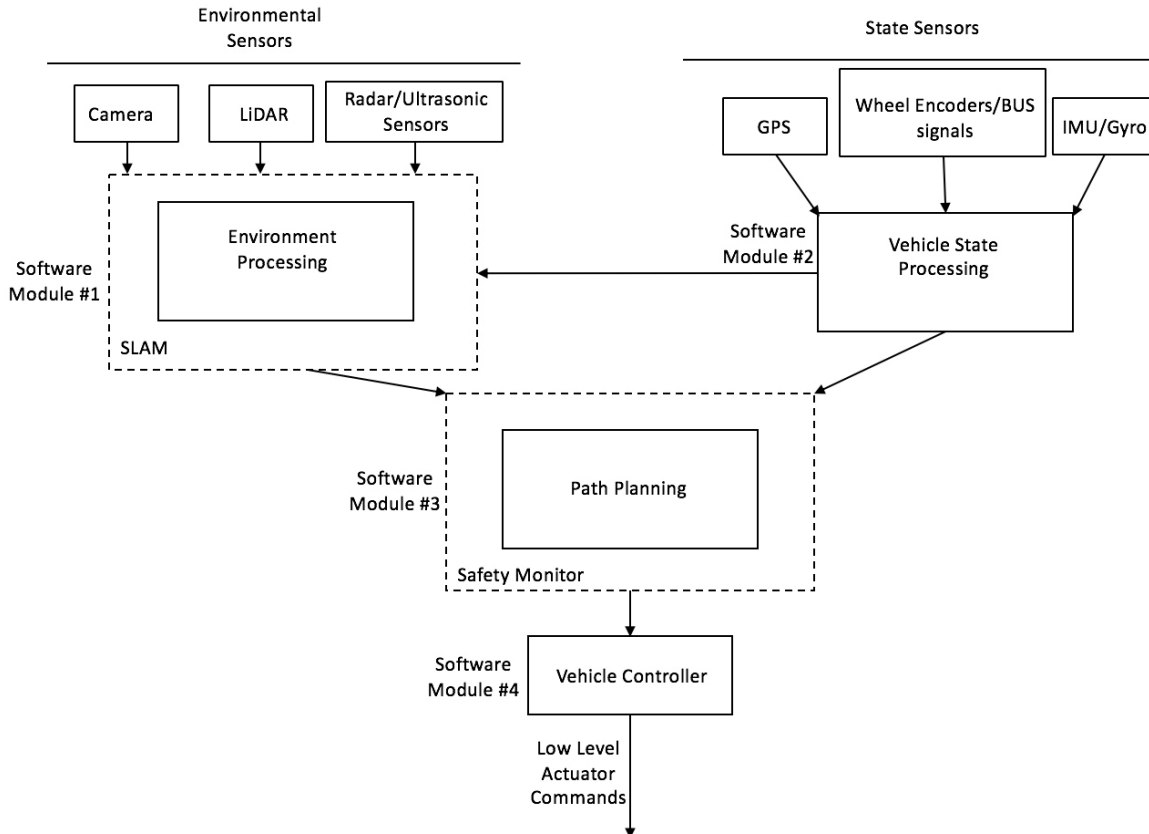 Environmental
Sensors
State Sensors
Camera
LiDAR
Radar/Ultrasonic
Sensors
GPS
Wheel Encoders/BUS
signals
IMU/Gyro
Software
Module #1
Environment
Processing
SLAM
Software
Module #2
Vehicle State
Processing
Software
Module #3
Path Planning
Safety Monitor
Software
Module #4
Vehicle Controller
Low Level
Actuator
Commands